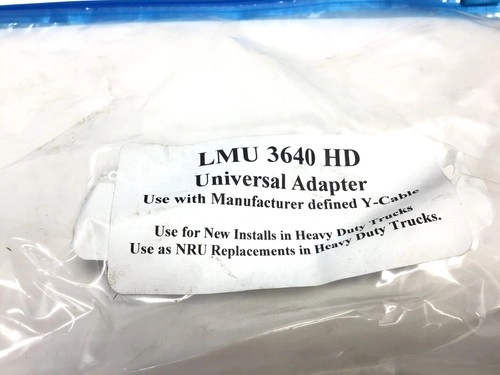 LMU 3640 HD
Universal Adapter
Use with Manufacturer defined Y-Cable
Use for New Installs in Heavy Duty Trucks
Use as NRU Replacements in Heavy Duty Trucks.